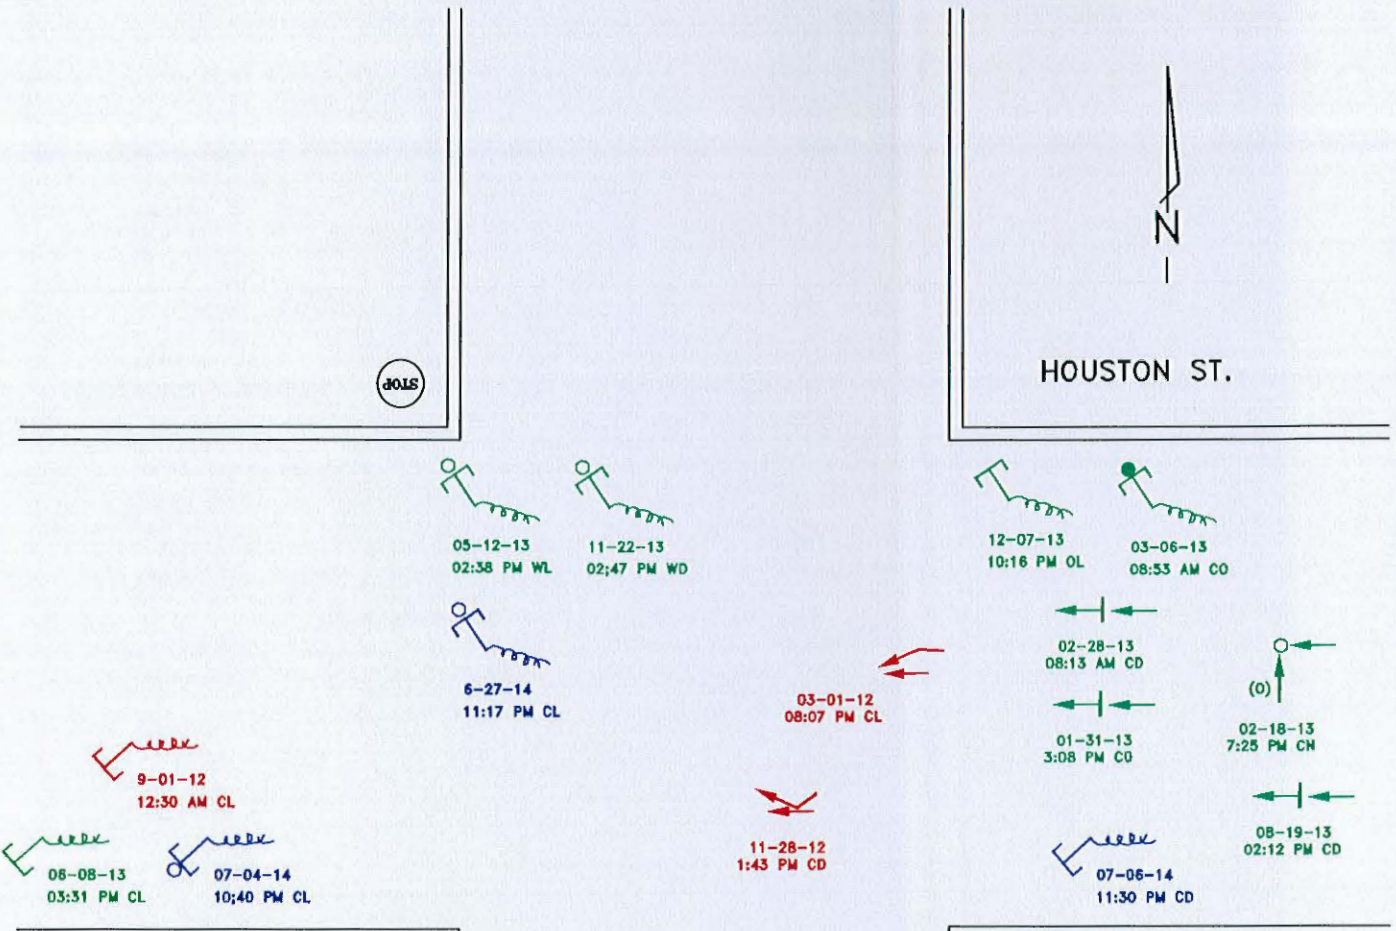 N
HOUSTON ST.
STOP
05-12-13
02:38 PM WL
11-22-13
02;47 PM WD
12-07-13
10:16 PM OL
03-06-13
08:53 AM CO
6-27-14
11:17 PM CL
03-01-12
08:07 PM CL
02-28-13
08:13 AM CD
(0)
02-18-13
7:25 PM CN
01-31-13
3:08 PM CO
9-01-12
12:30 AM CL
06-08-13
03:31 PM CL
07-04-14
10;40 PM CL
11-28-12
1:43 PM CD
07-06-14
11:30 PM CD
08-19-13
02:12 PM CD